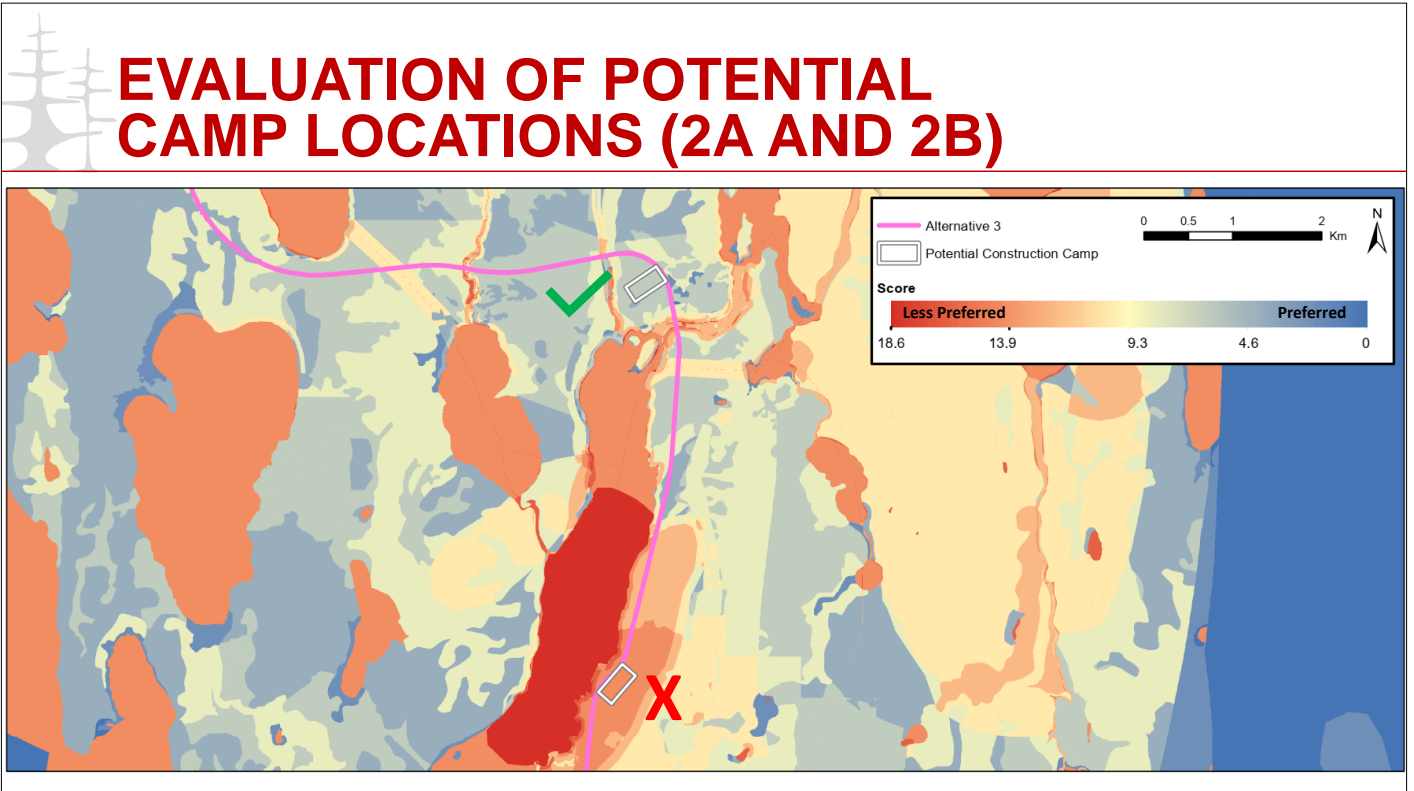 EVALUATION OF POTENTIAL
CAMP LOCATIONS (2A AND 2B)
Alternative 3
Potential Construction Camp
0 0.5 1 2
Km
N
Score
Less Preferred Preferred
18.6 13.9 9.3 4.6 0
X